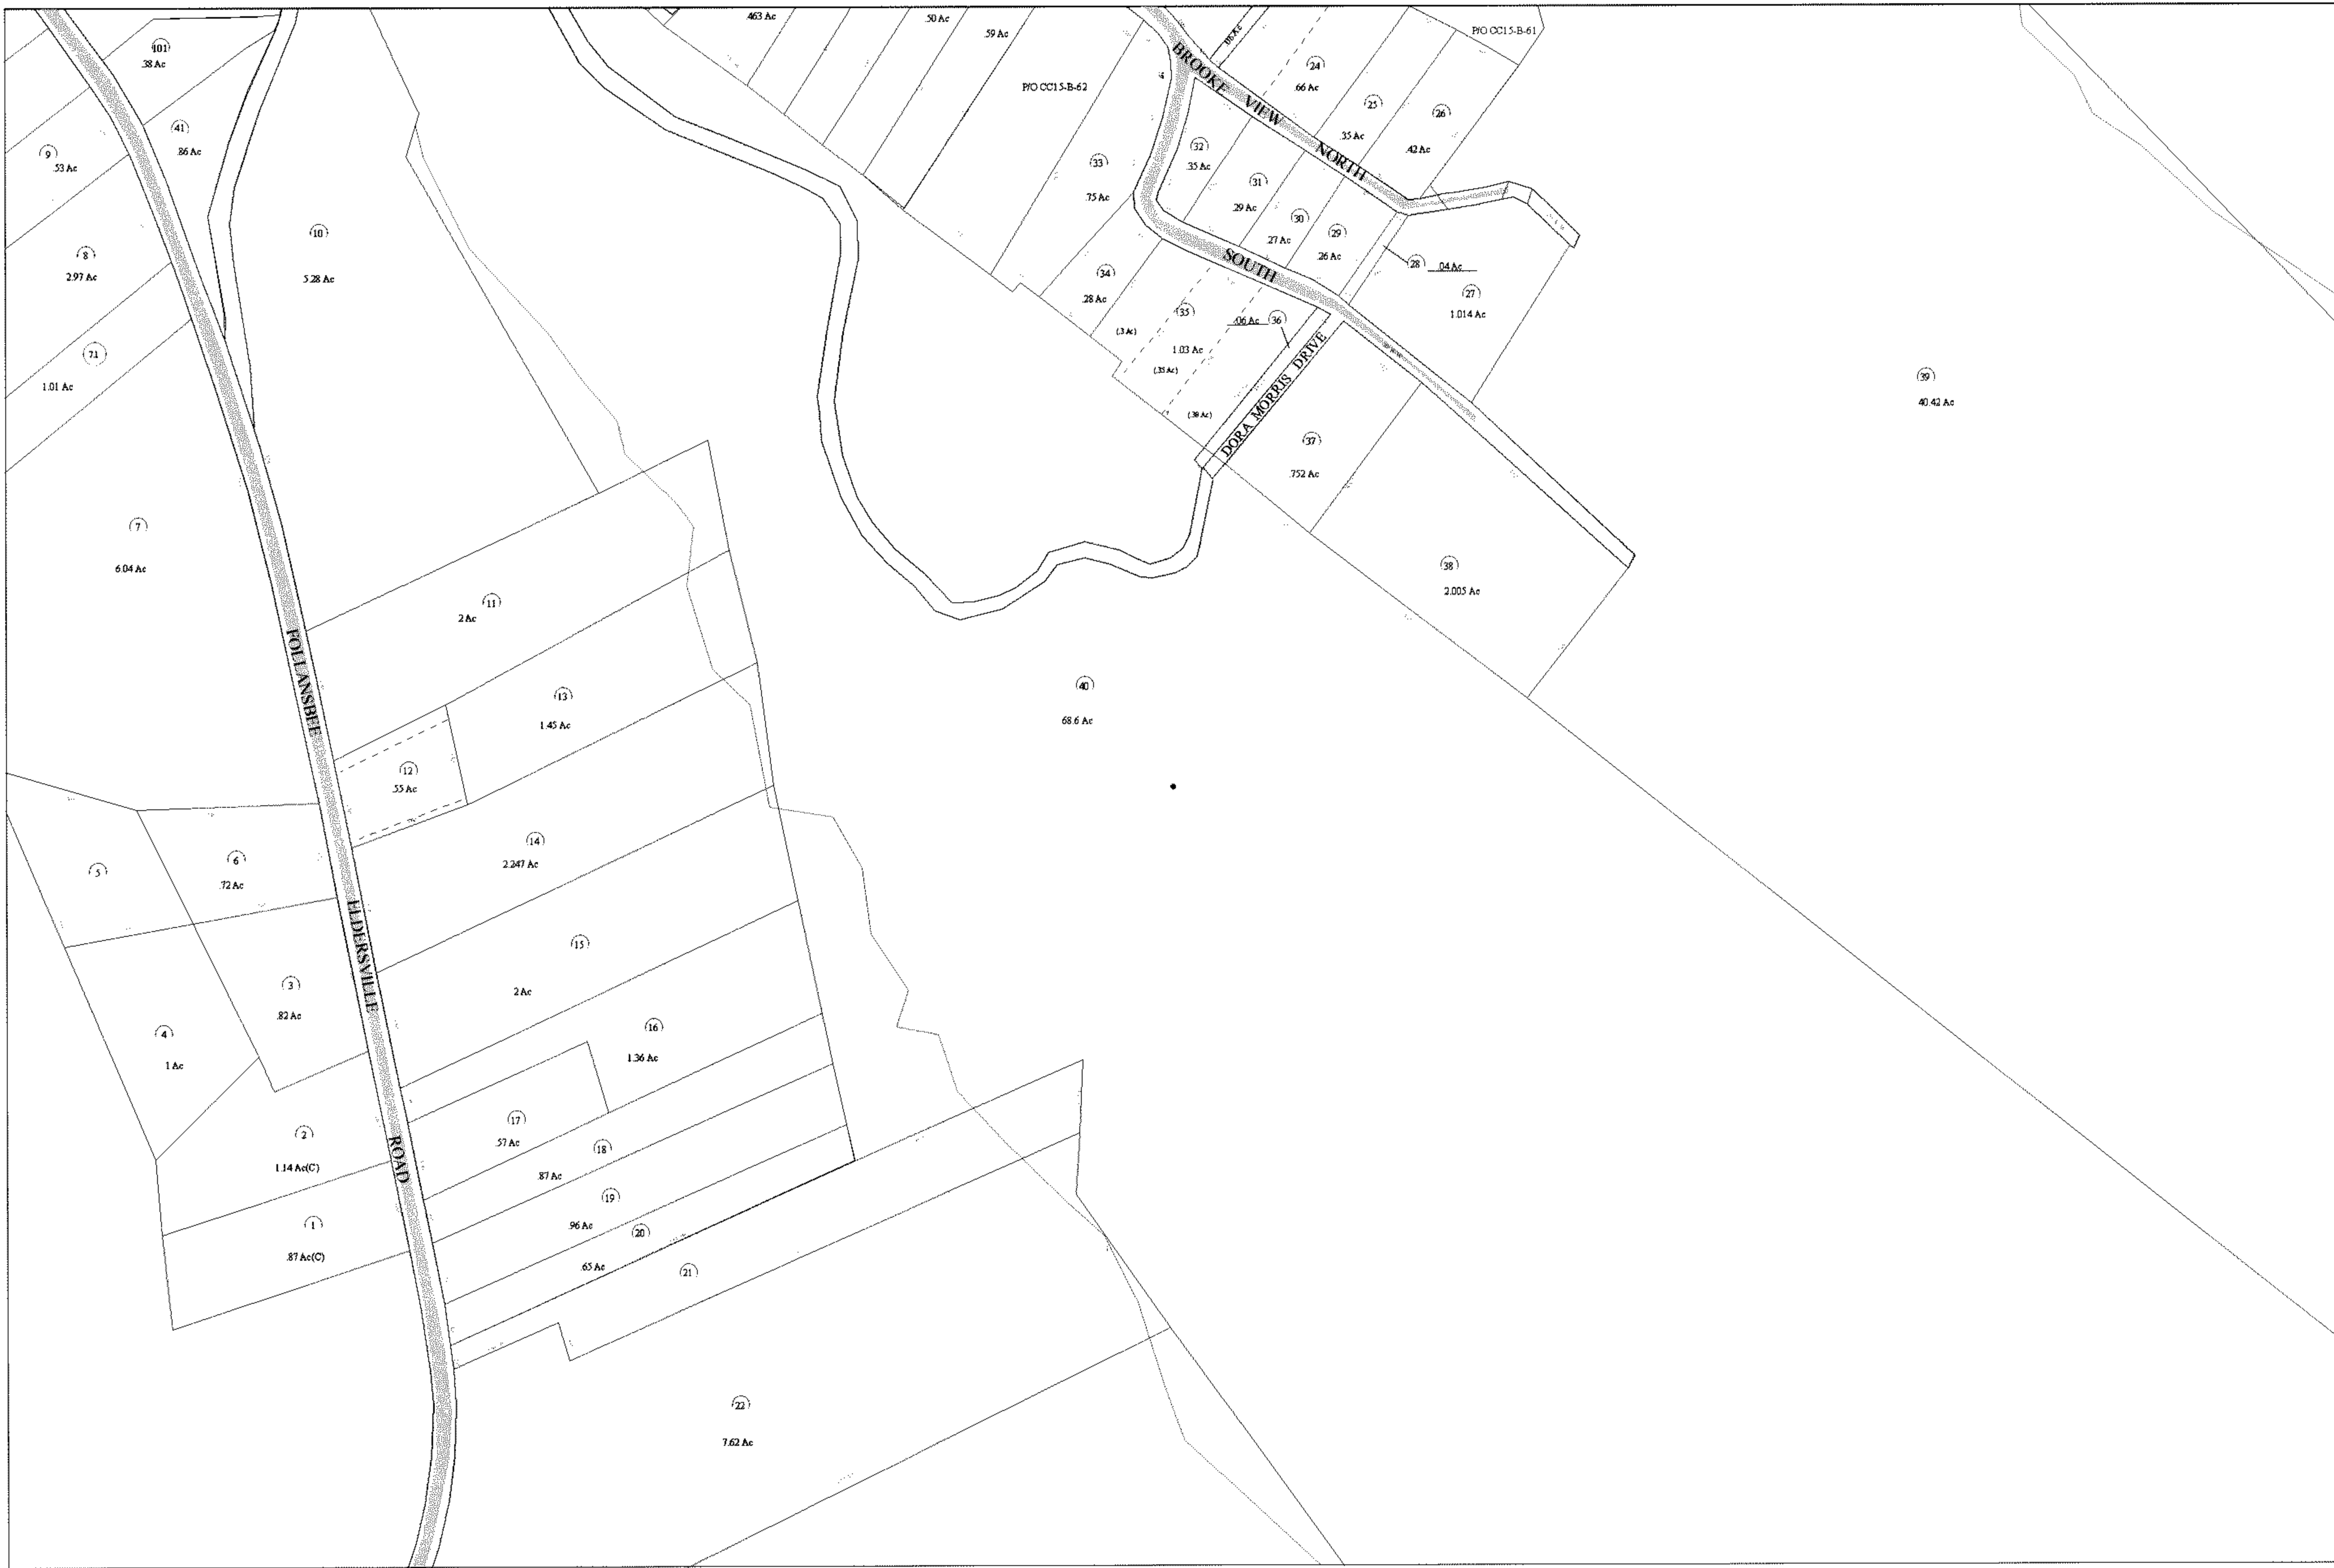 .463 Ac
.50 Ac
.59 Ac
P/O CC15-B-62
P/O CC15-B-61
.06 Ac
101
.38 Ac
41
.86 Ac
9
.53 Ac
8
2.97 Ac
7.1
1.01 Ac
10
5.28 Ac
7
6.04 Ac
BROOKE VIEW NORTH
24
.66 Ac
25
.35 Ac
26
.42 Ac
32
.35 Ac
33
.75 Ac
31
.29 Ac
30
.27 Ac
29
.26 Ac
28
.04 Ac
27
1.014 Ac
SOUTH
34
.28 Ac
(.3 Ac)
35
1.03 Ac
(.35 Ac)
(.38 Ac)
.06 Ac
36
DORA MORRIS DRIVE
37
.752 Ac
38
2.005 Ac
39
40.42 Ac
40
68.6 Ac
FOLLANSBEE ELDERSVILLE ROAD
11
2 Ac
13
1.45 Ac
12
.55 Ac
14
2.247 Ac
15
2 Ac
16
1.36 Ac
17
.57 Ac
18
.87 Ac
19
.96 Ac
20
.65 Ac
21
22
7.62 Ac
5
6
.72 Ac
3
.82 Ac
4
1 Ac
2
1.14 Ac(C)
1
.87 Ac(C)